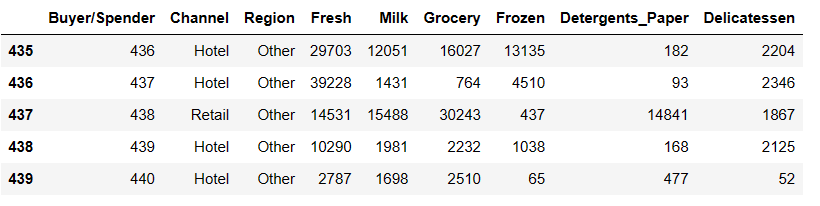 Buyer/Spender Channel Region Fresh Milk Grocery Frozen Detergents_Paper Delicatessen
435 436 Hotel Other 29703 12051 16027 13135 182 2204
436 437 Hotel Other 39228 1431 764 4510 93 2346
437 438 Retail Other 14531 15488 30243 437 14841 1867
438 439 Hotel Other 10290 1981 2232 1038 168 2125
439 440 Hotel Other 2787 1698 2510 65 477 52